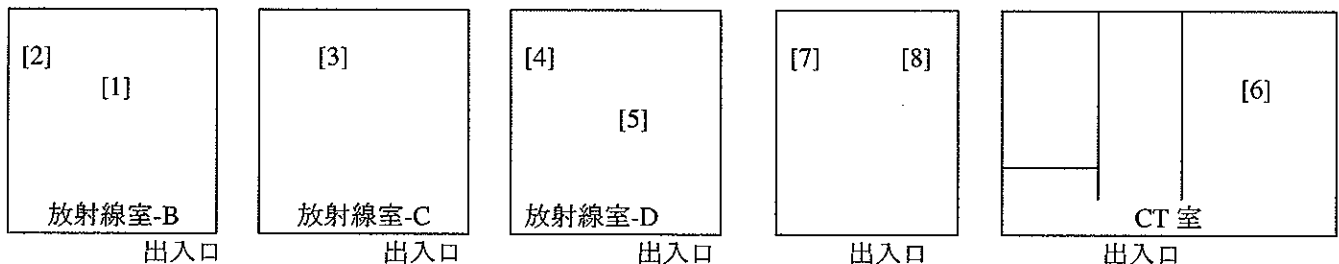 [2]
[1]
放射線室-B
出入口
[3]
放射線室-C
出入口
[4]
[5]
放射線室-D
出入口
[7] [8]
出入口
[6]
CT 室
出入口